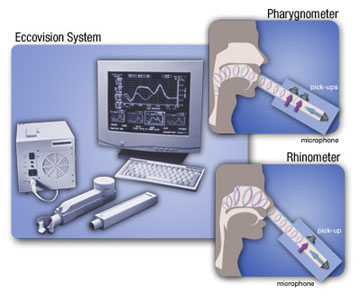 Eccovision System
Pharygnometer
pick-ups
microphone
Rhinometer
pick-up
microphone